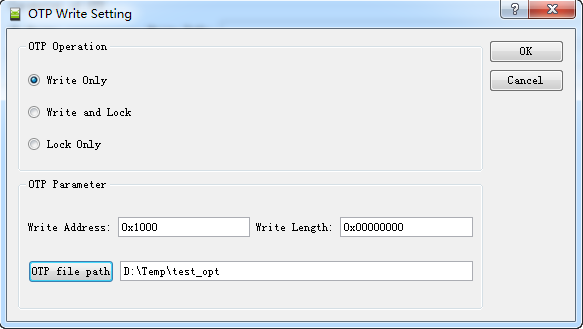 OTP Write Setting
OTP Operation
OK
Write Only
Cancel
Write and Lock
Lock Only
OTP Parameter
Write Address: 0x1000 Write Length: 0x00000000
OTP file path D:\Temp\test_opt